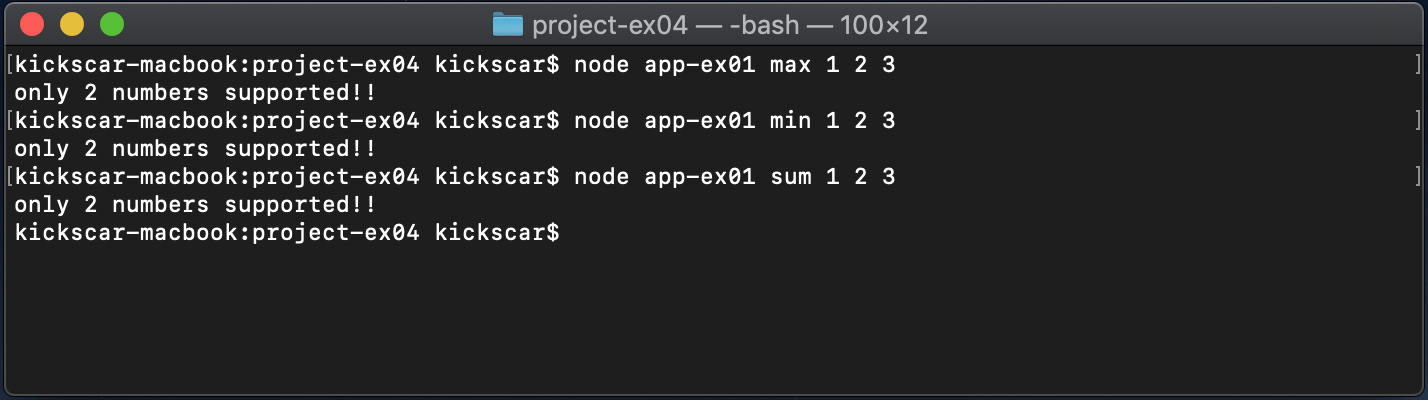 project-ex04 — -bash — 100×12
[kickscar-macbook:project-ex04 kickscar$ node app-ex01 max 1 2 3 ]
only 2 numbers supported!!
[kickscar-macbook:project-ex04 kickscar$ node app-ex01 min 1 2 3 ]
only 2 numbers supported!!
[kickscar-macbook:project-ex04 kickscar$ node app-ex01 sum 1 2 3 ]
only 2 numbers supported!!
kickscar-macbook:project-ex04 kickscar$